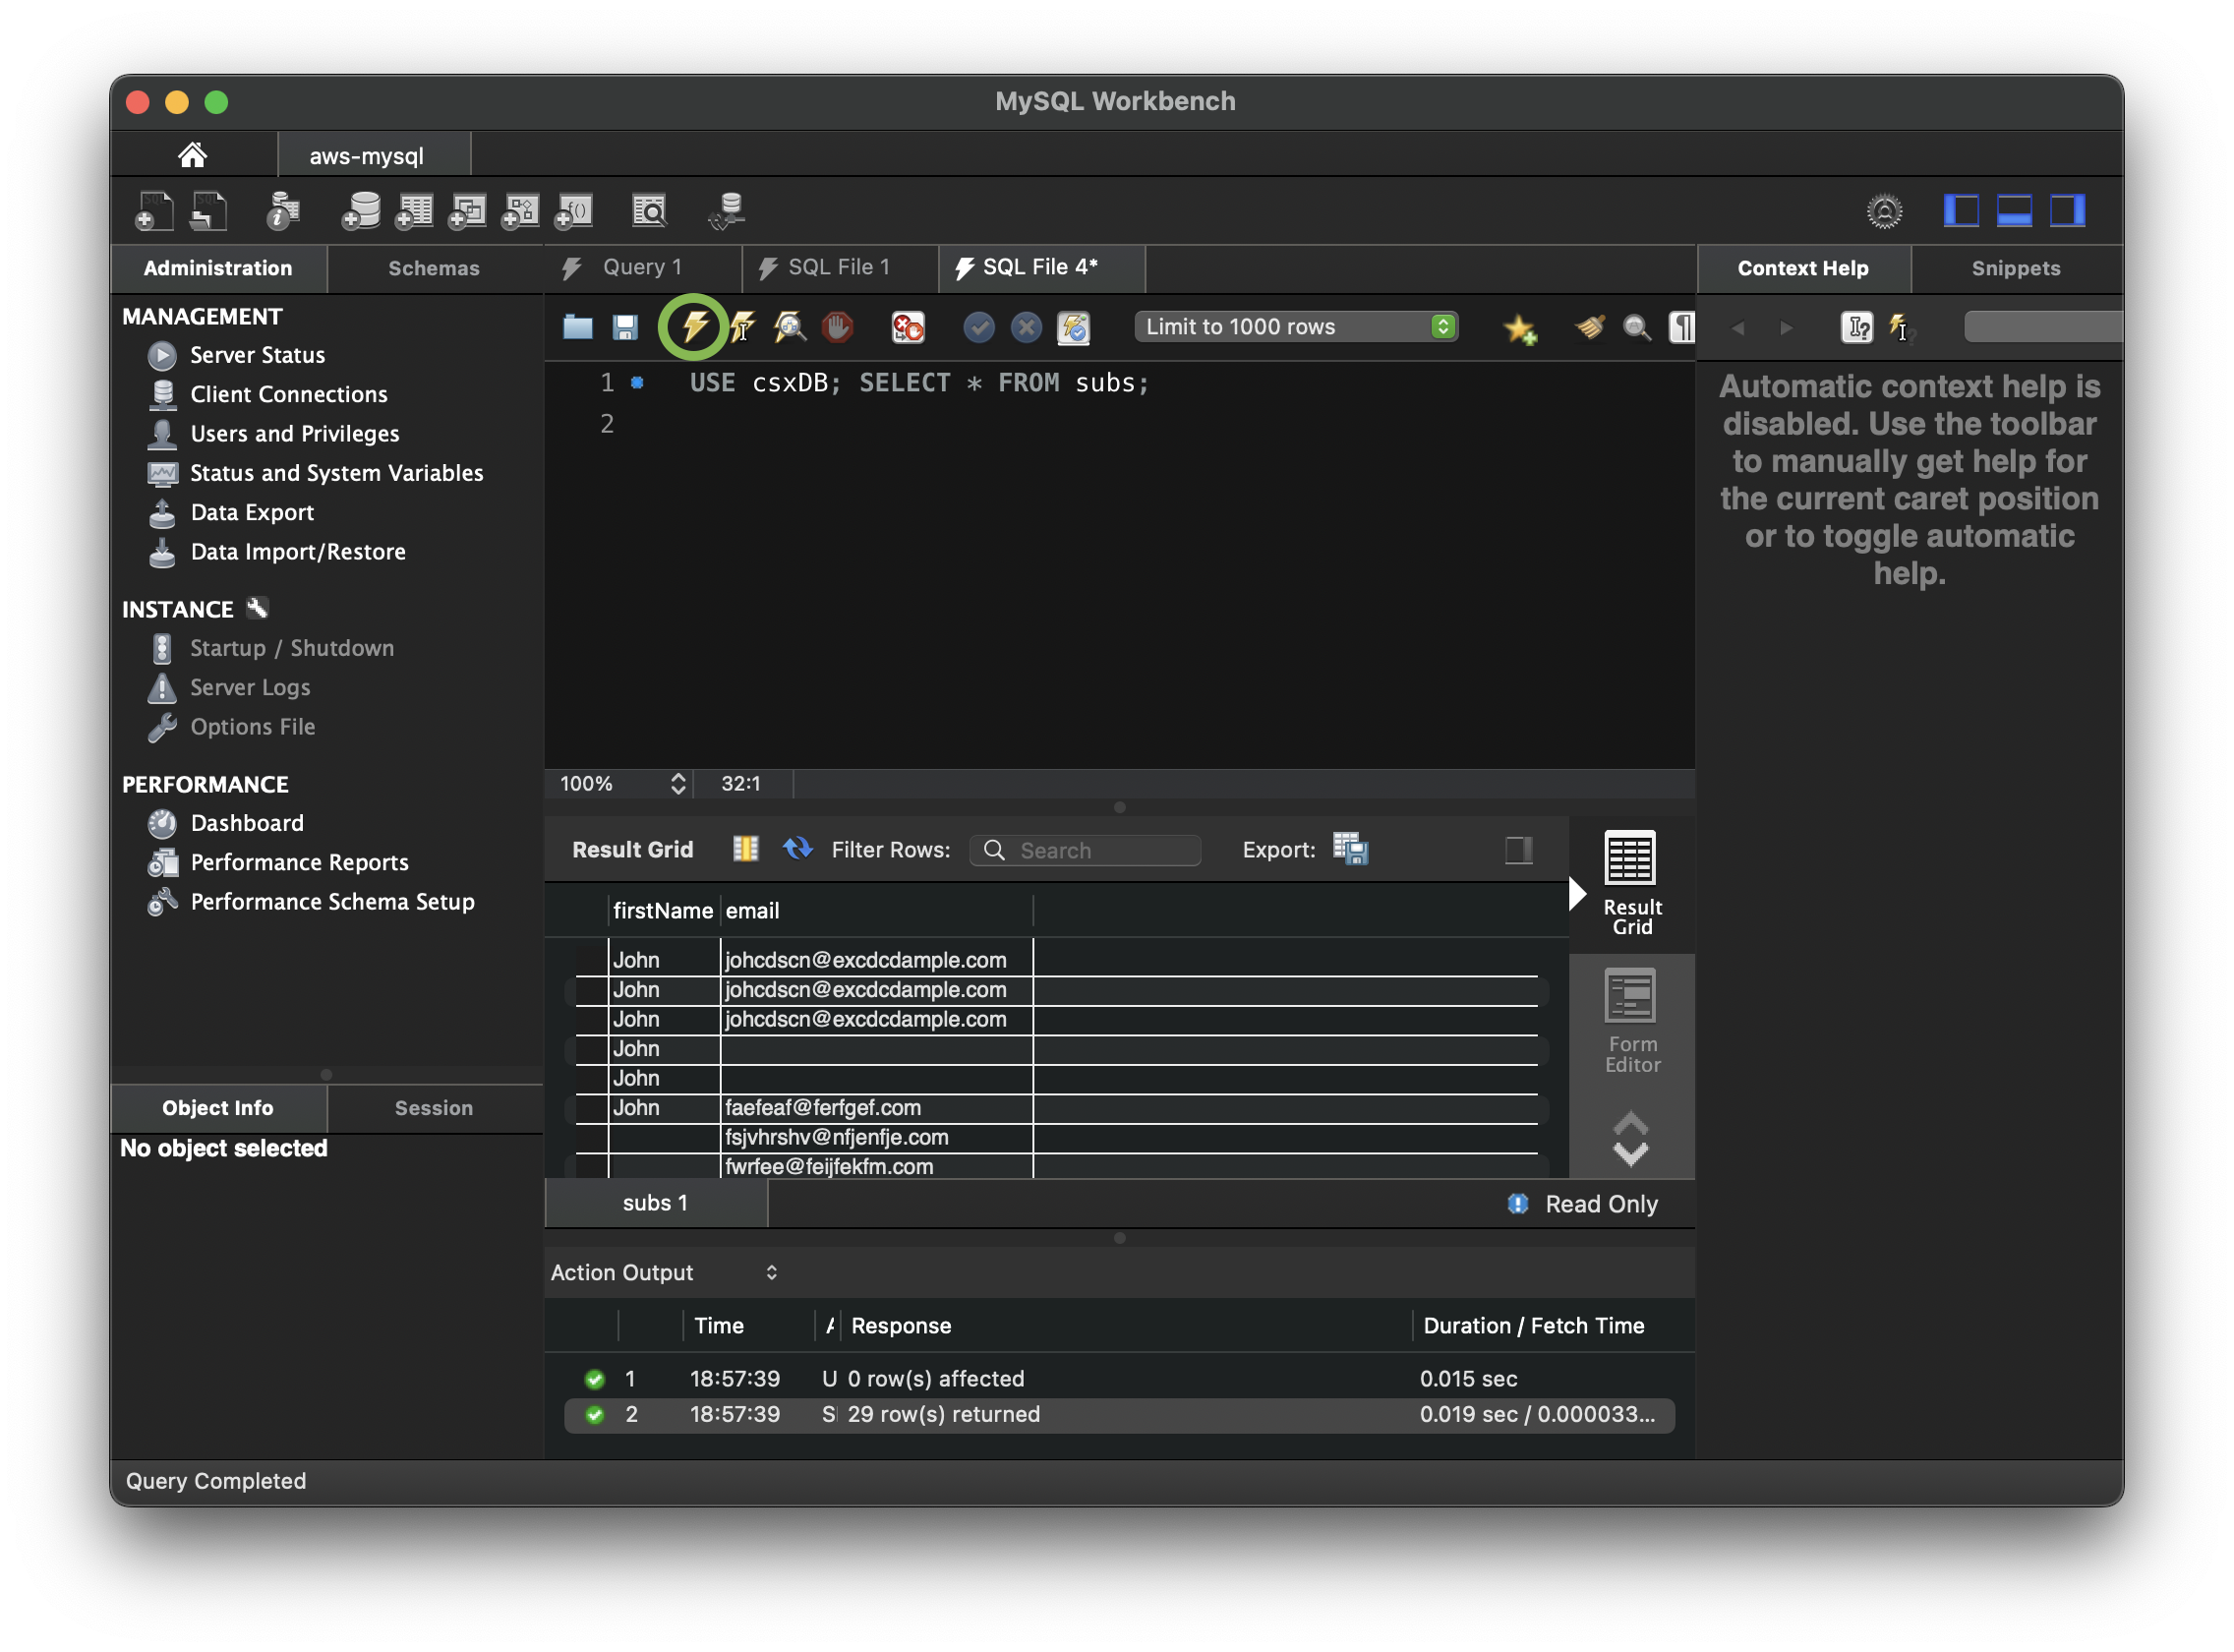 MySQL Workbench
aws-mysql
Administration
Schemas
Query 1
SQL File 1
SQL File 4*
Context Help
Snippets
MANAGEMENT
Server Status
Client Connections
Users and Privileges
Status and System Variables
Data Export
Data Import/Restore
INSTANCE
Startup / Shutdown
Server Logs
Options File
PERFORMANCE
Dashboard
Performance Reports
Performance Schema Setup
Object Info
Session
No object selected
Limit to 1000 rows
1 USE csxDB; SELECT * FROM subs;
2
100%
32:1
Result Grid
Filter Rows:
Search
Export:
firstName email
John johcdscn@excdcdample.com
John johcdscn@excdcdample.com
John johcdscn@excdcdample.com
John
John
John faefeaf@ferfgef.com
fsjvhrshv@nfjenfje.com
fwrfee@feijfekfm.com
Result
Grid
Form
Editor
subs 1
Read Only
Action Output
Time Response Duration / Fetch Time
1 18:57:39 U 0 row(s) affected 0.015 sec
2 18:57:39 S 29 row(s) returned 0.019 sec / 0.000033...
Automatic context help is
disabled. Use the toolbar
to manually get help for
the current caret position
or to toggle automatic
help.
Query Completed